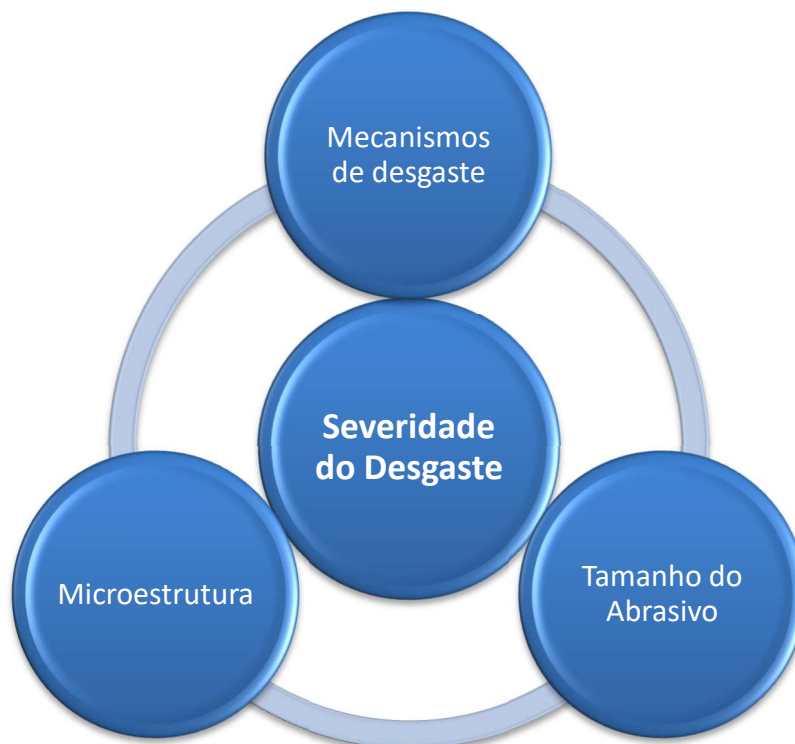 Mecanismos
de desgaste
Severidade
do Desgaste
Microestrutura
Tamanho do
Abrasivo